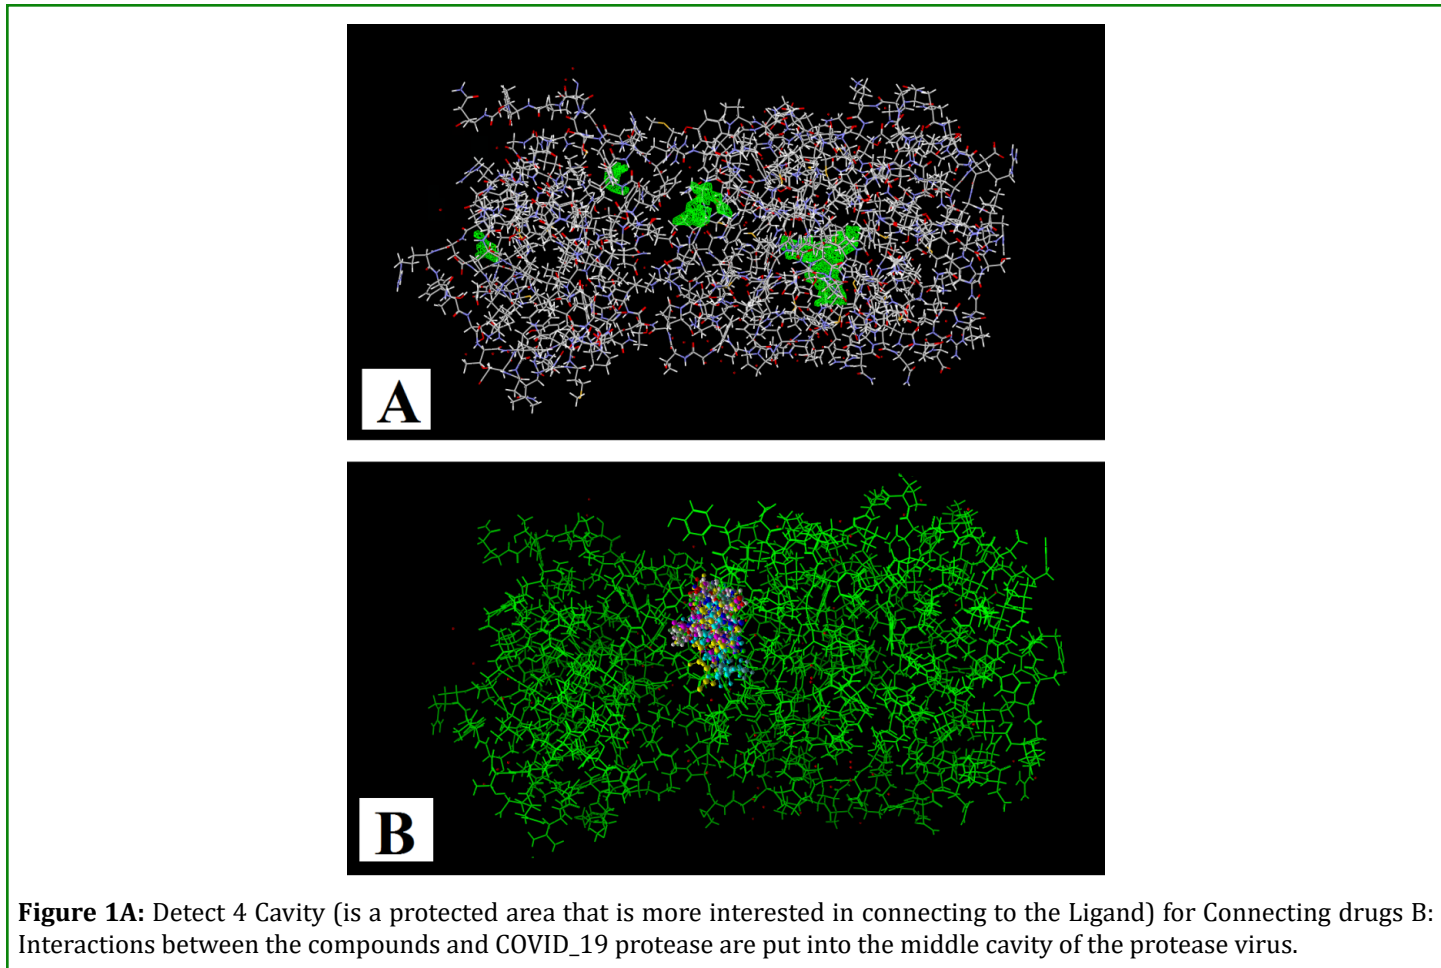 A
B
Figure 1A: Detect 4 Cavity (is a protected area that is more interested in connecting to the Ligand) for Connecting drugs B:
Interactions between the compounds and COVID_19 protease are put into the middle cavity of the protease virus.